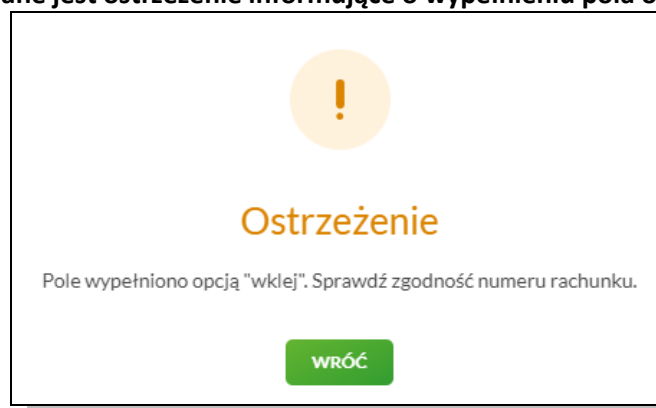 jest ostrzeżenie informujące o wypełnieniu pola
!
Ostrzeżenie
Pole wypełniono opcją "wklej". Sprawdź zgodność numeru rachunku.
WRÓĆ